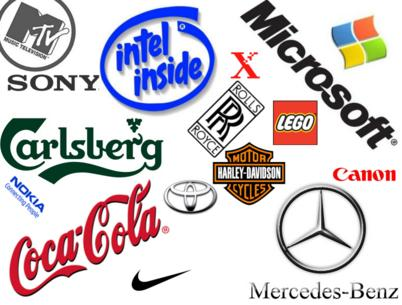 MTV
MUSIC TELEVISION
SONY
intel
inside
®
X
Microsoft®
ROLLS
RR
ROYCE
LEGO
Carlsberg
MOTOR
HARLEY-DAVIDSON
CYCLES
Canon
NOKIA
Connecting People
Coca-Cola
®
Mercedes-Benz